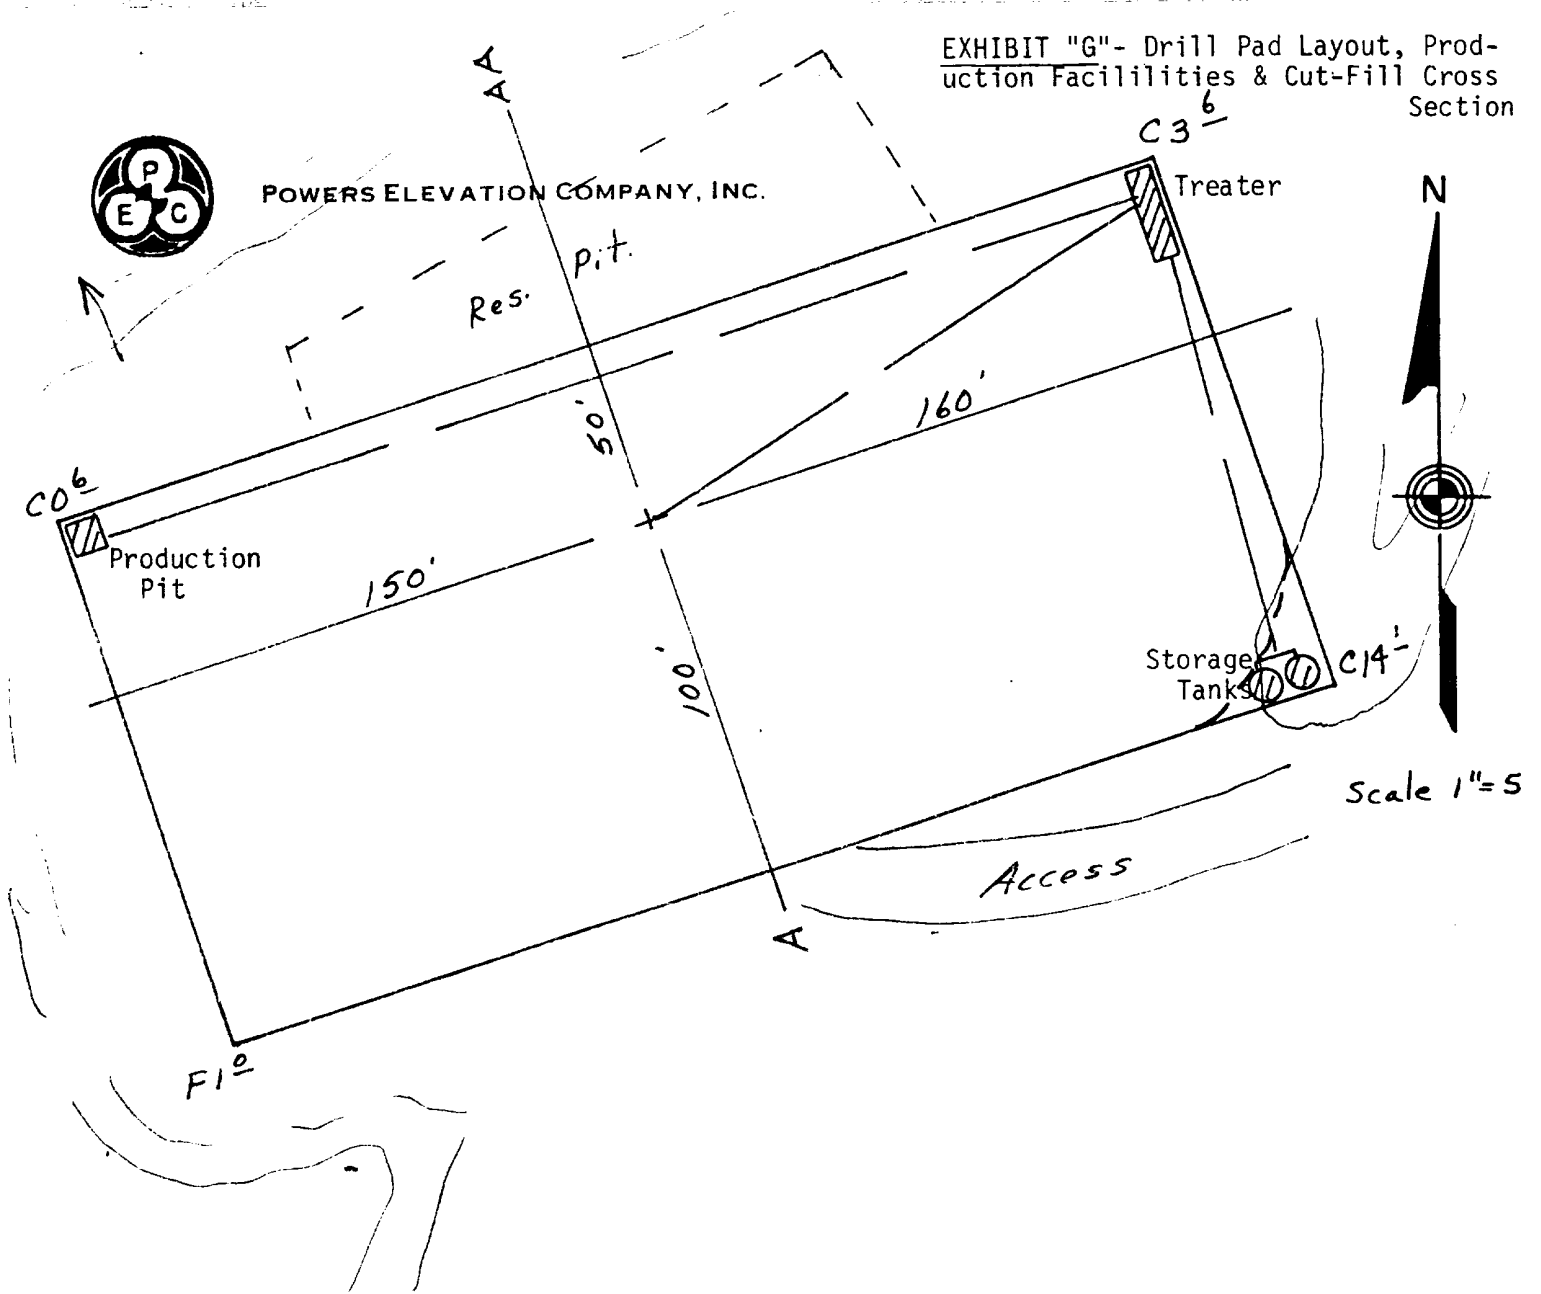 EXHIBIT "G"- Drill Pad Layout, Prod-
uction Facililities & Cut-Fill Cross
Section
AA
C3 6
P
E C
POWERS ELEVATION COMPANY, INC.
Treater
N
Res. Pit.
50'
160'
C0 6
Production
Pit
150'
100'
Storage
Tanks
C14 1
Scale 1"=5
Access
A
F1 0